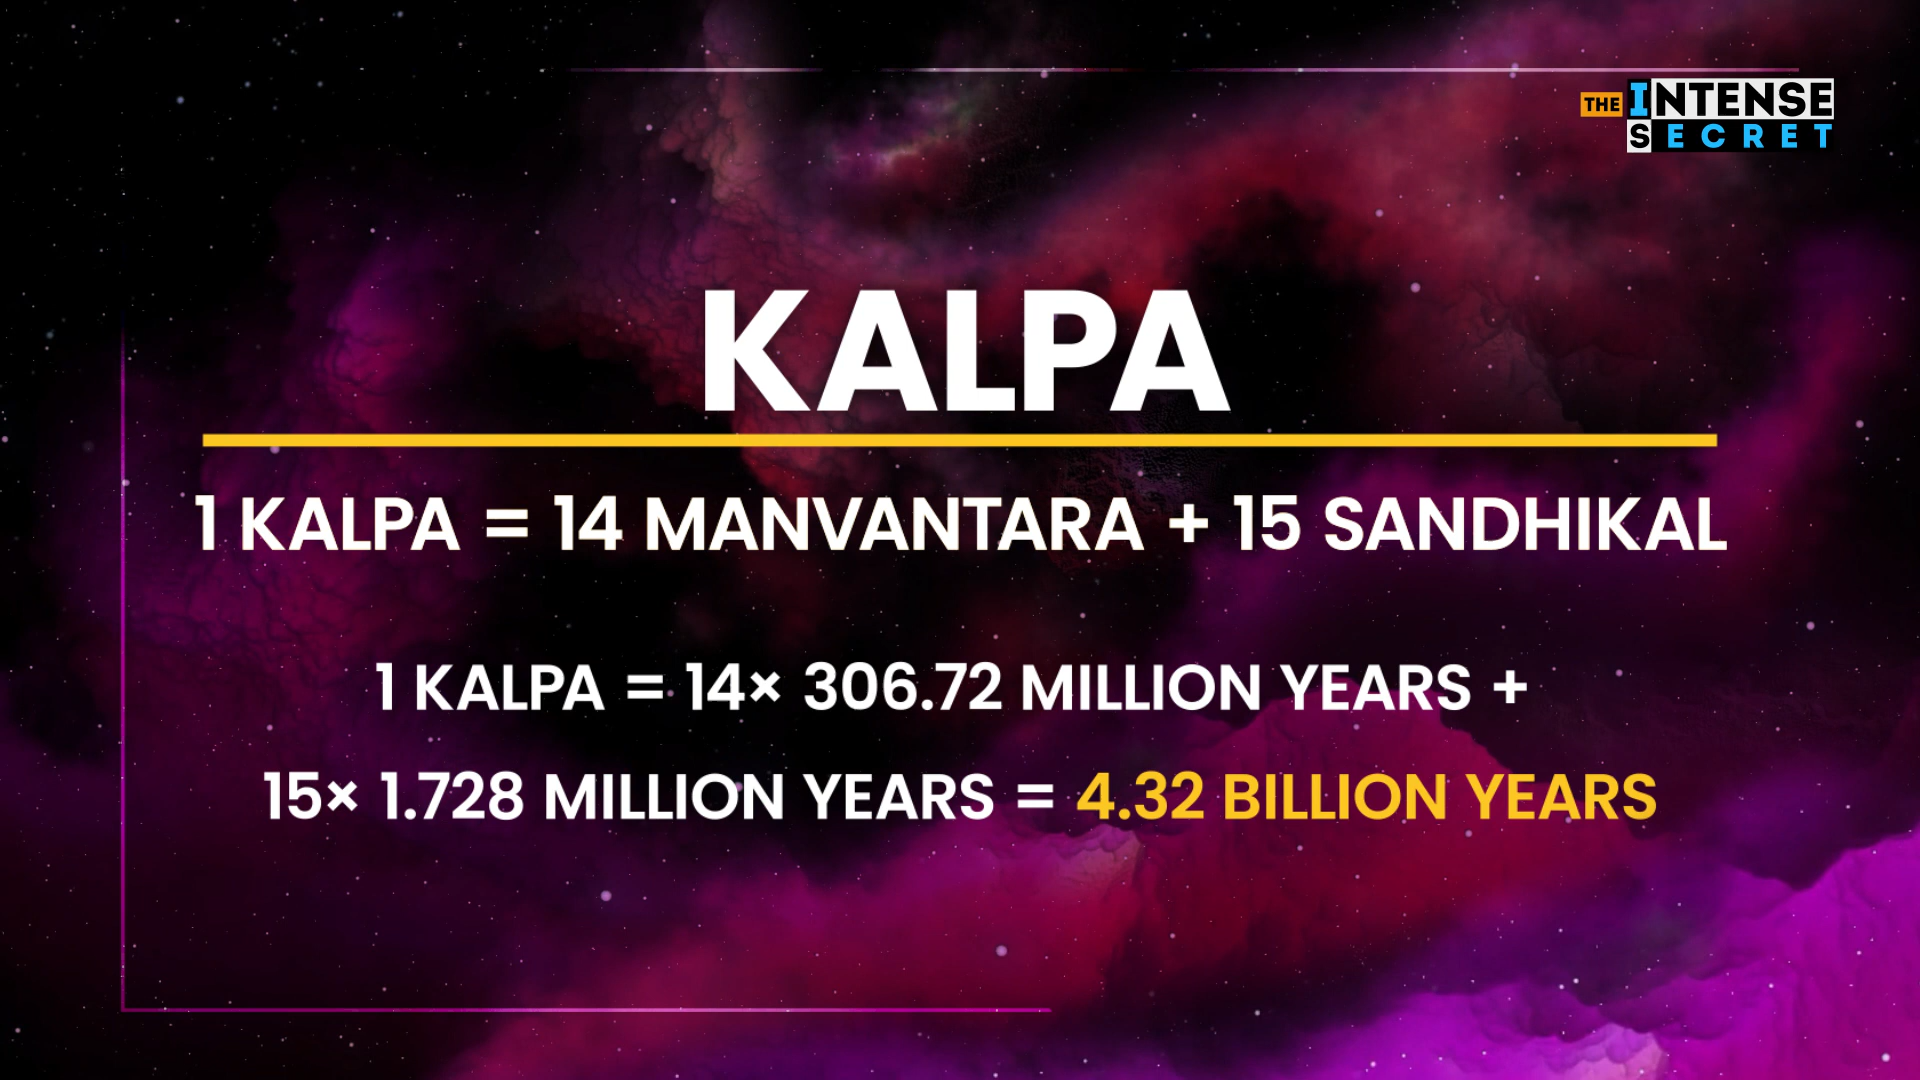 THE INTENSE
SECRET
KALPA
1 KALPA = 14 MANVANTARA + 15 SANDHIKAL
1 KALPA = 14× 306.72 MILLION YEARS +
15× 1.728 MILLION YEARS = 4.32 BILLION YEARS